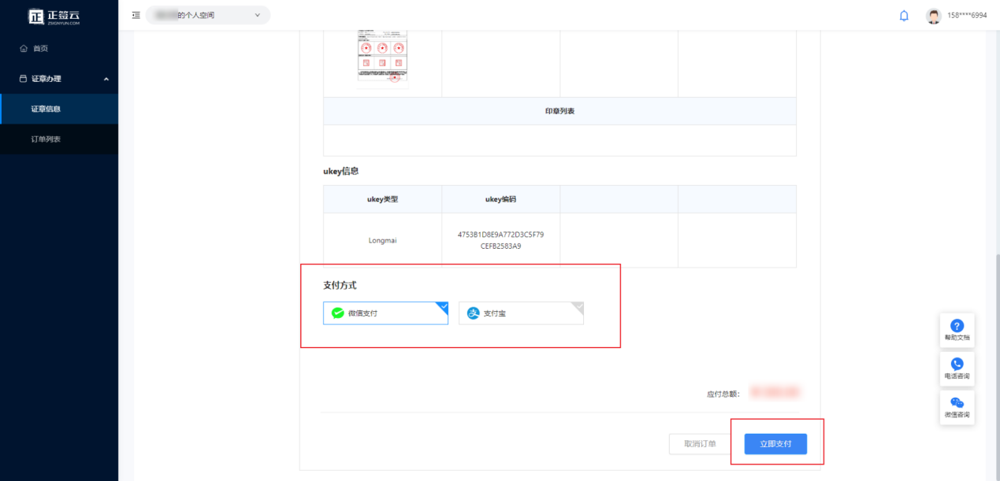 正签云
ZSIGNYUN.COM
的个人空间
158****6994
首页
证章办理
证章信息
订单列表
印章列表
ukey信息
ukey类型
ukey编码
Longmai
4753B1D8E9A772D3C5F79
CEFB2583A9
支付方式
微信支付
支付宝
帮助文档
电话咨询
微信咨询
应付总额:
取消订单
立即支付